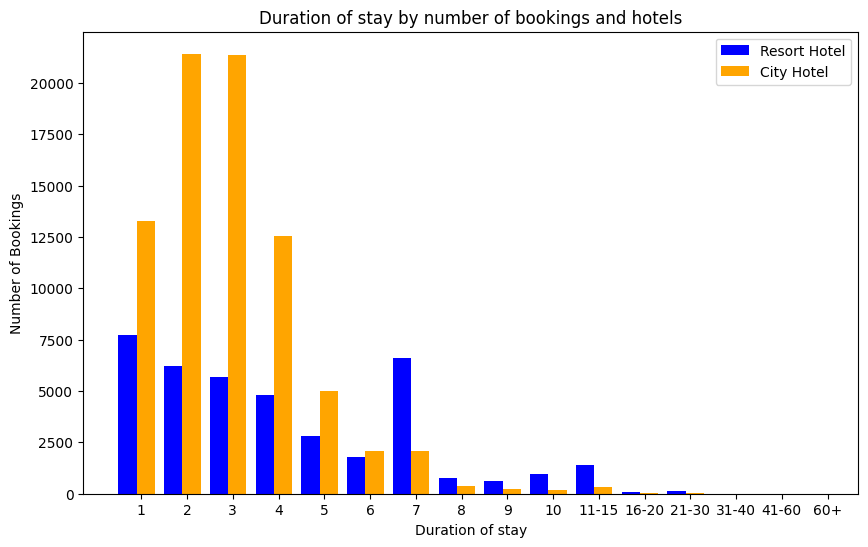 Duration of stay by number of bookings and hotels
Resort Hotel
City Hotel
20000
17500
15000
12500
10000
7500
5000
2500
0
Number of Bookings
1 2 3 4 5 6 7 8 9 10 11-15 16-20 21-30 31-40 41-60 60+
Duration of stay